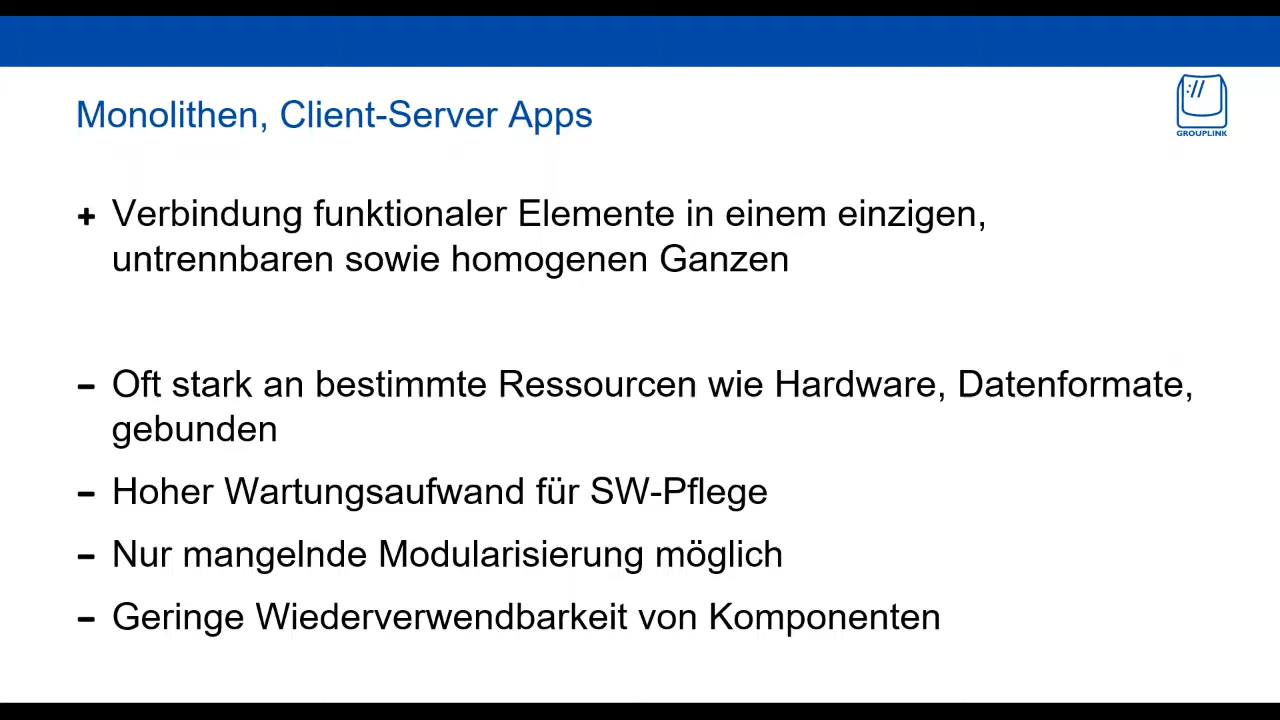 Monolithen, Client-Server Apps
://
GROUPLINK
+ Verbindung funktionaler Elemente in einem einzigen,
untrennbaren sowie homogenen Ganzen
– Oft stark an bestimmte Ressourcen wie Hardware, Datenformate,
gebunden
– Hoher Wartungsaufwand für SW-Pflege
– Nur mangelnde Modularisierung möglich
– Geringe Wiederverwendbarkeit von Komponenten